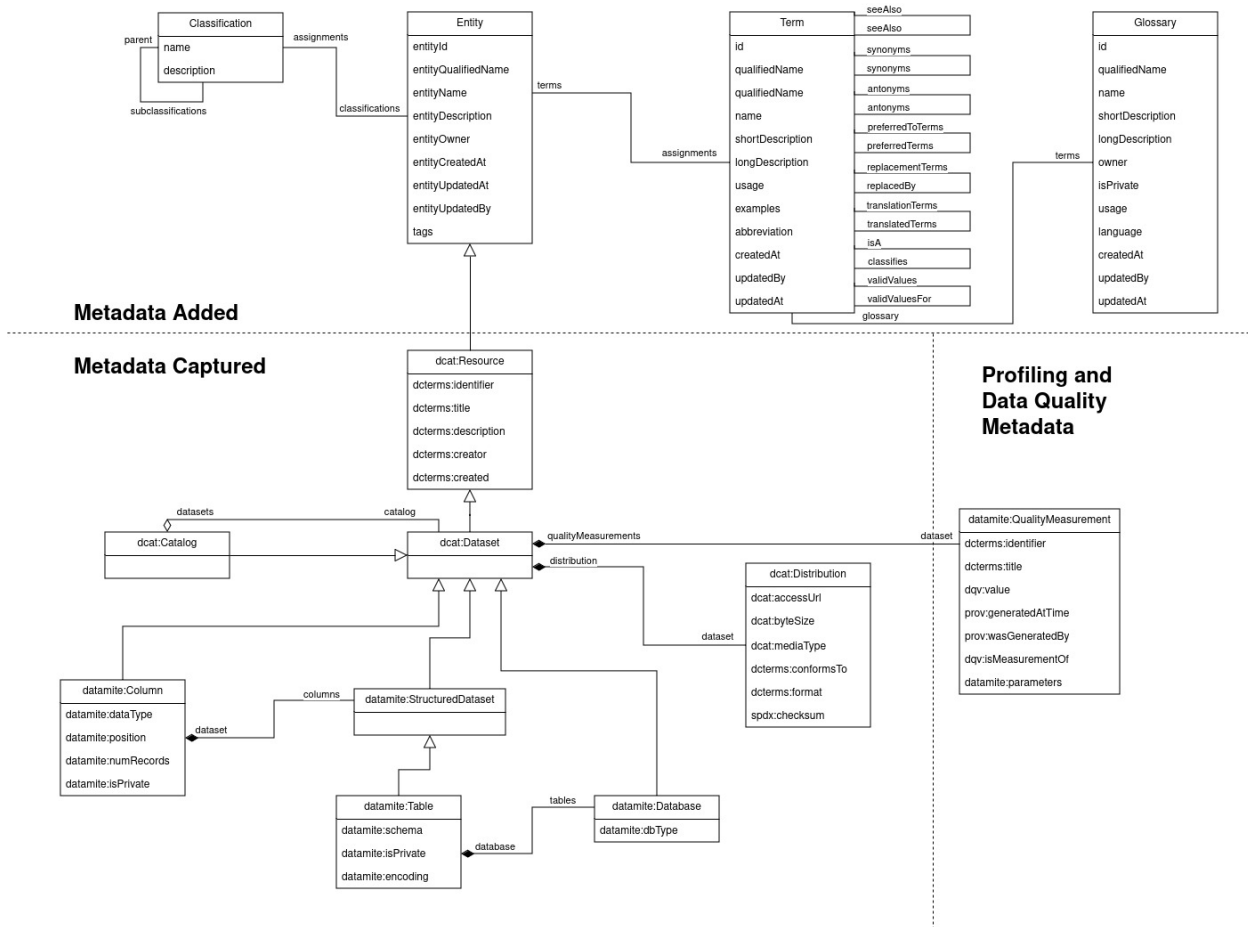 Classification
name
description
parent
subclassifications
assignments
classifications
Entity
entityId
entityQualifiedName
entityName
entityDescription
entityOwner
entityCreatedAt
entityUpdatedAt
entityUpdatedBy
tags
terms
assignments
Term
id
qualifiedName
qualifiedName
name
shortDescription
longDescription
usage
examples
abbreviation
createdAt
updatedBy
updatedAt
seeAlso
seeAlso
synonyms
synonyms
antonyms
antonyms
preferredToTerms
preferredTerms
replacementTerms
replacedBy
translationTerms
translatedTerms
isA
classifies
validValues
validValuesFor
glossary
terms
Glossary
id
qualifiedName
name
shortDescription
longDescription
owner
isPrivate
usage
language
createdAt
updatedBy
updatedAt
Metadata Added
Metadata Captured
dcat:Resource
dcterms:identifier
dcterms:title
dcterms:description
dcterms:creator
dcterms:created
Profiling and
Data Quality
Metadata
datasets
catalog
dcat:Catalog
dcat:Dataset
qualityMeasurements
dataset
distribution
dataset
dcat:Distribution
dcat:accessUrl
dcat:byteSize
dcat:mediaType
dcterms:conformsTo
dcterms:format
spdx:checksum
datamite:QualityMeasurement
dcterms:identifier
dcterms:title
dqv:value
prov:generatedAtTime
prov:wasGeneratedBy
dqv:isMeasurementOf
datamite:parameters
datamite:Column
datamite:dataType
datamite:position
datamite:numRecords
datamite:isPrivate
dataset
columns
datamite:StructuredDataset
datamite:Table
datamite:schema
datamite:isPrivate
datamite:encoding
database
tables
datamite:Database
datamite:dbType